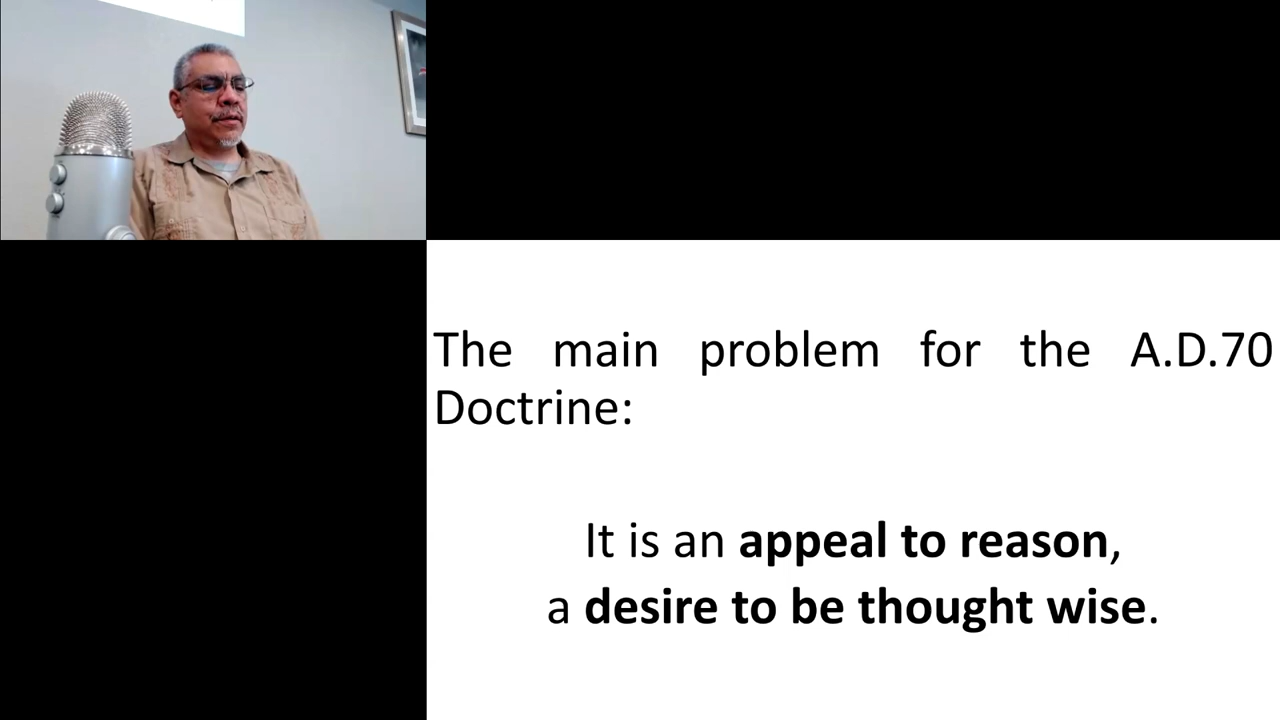 The main problem for the A.D.70
Doctrine:
It is an appeal to reason,
a desire to be thought wise.